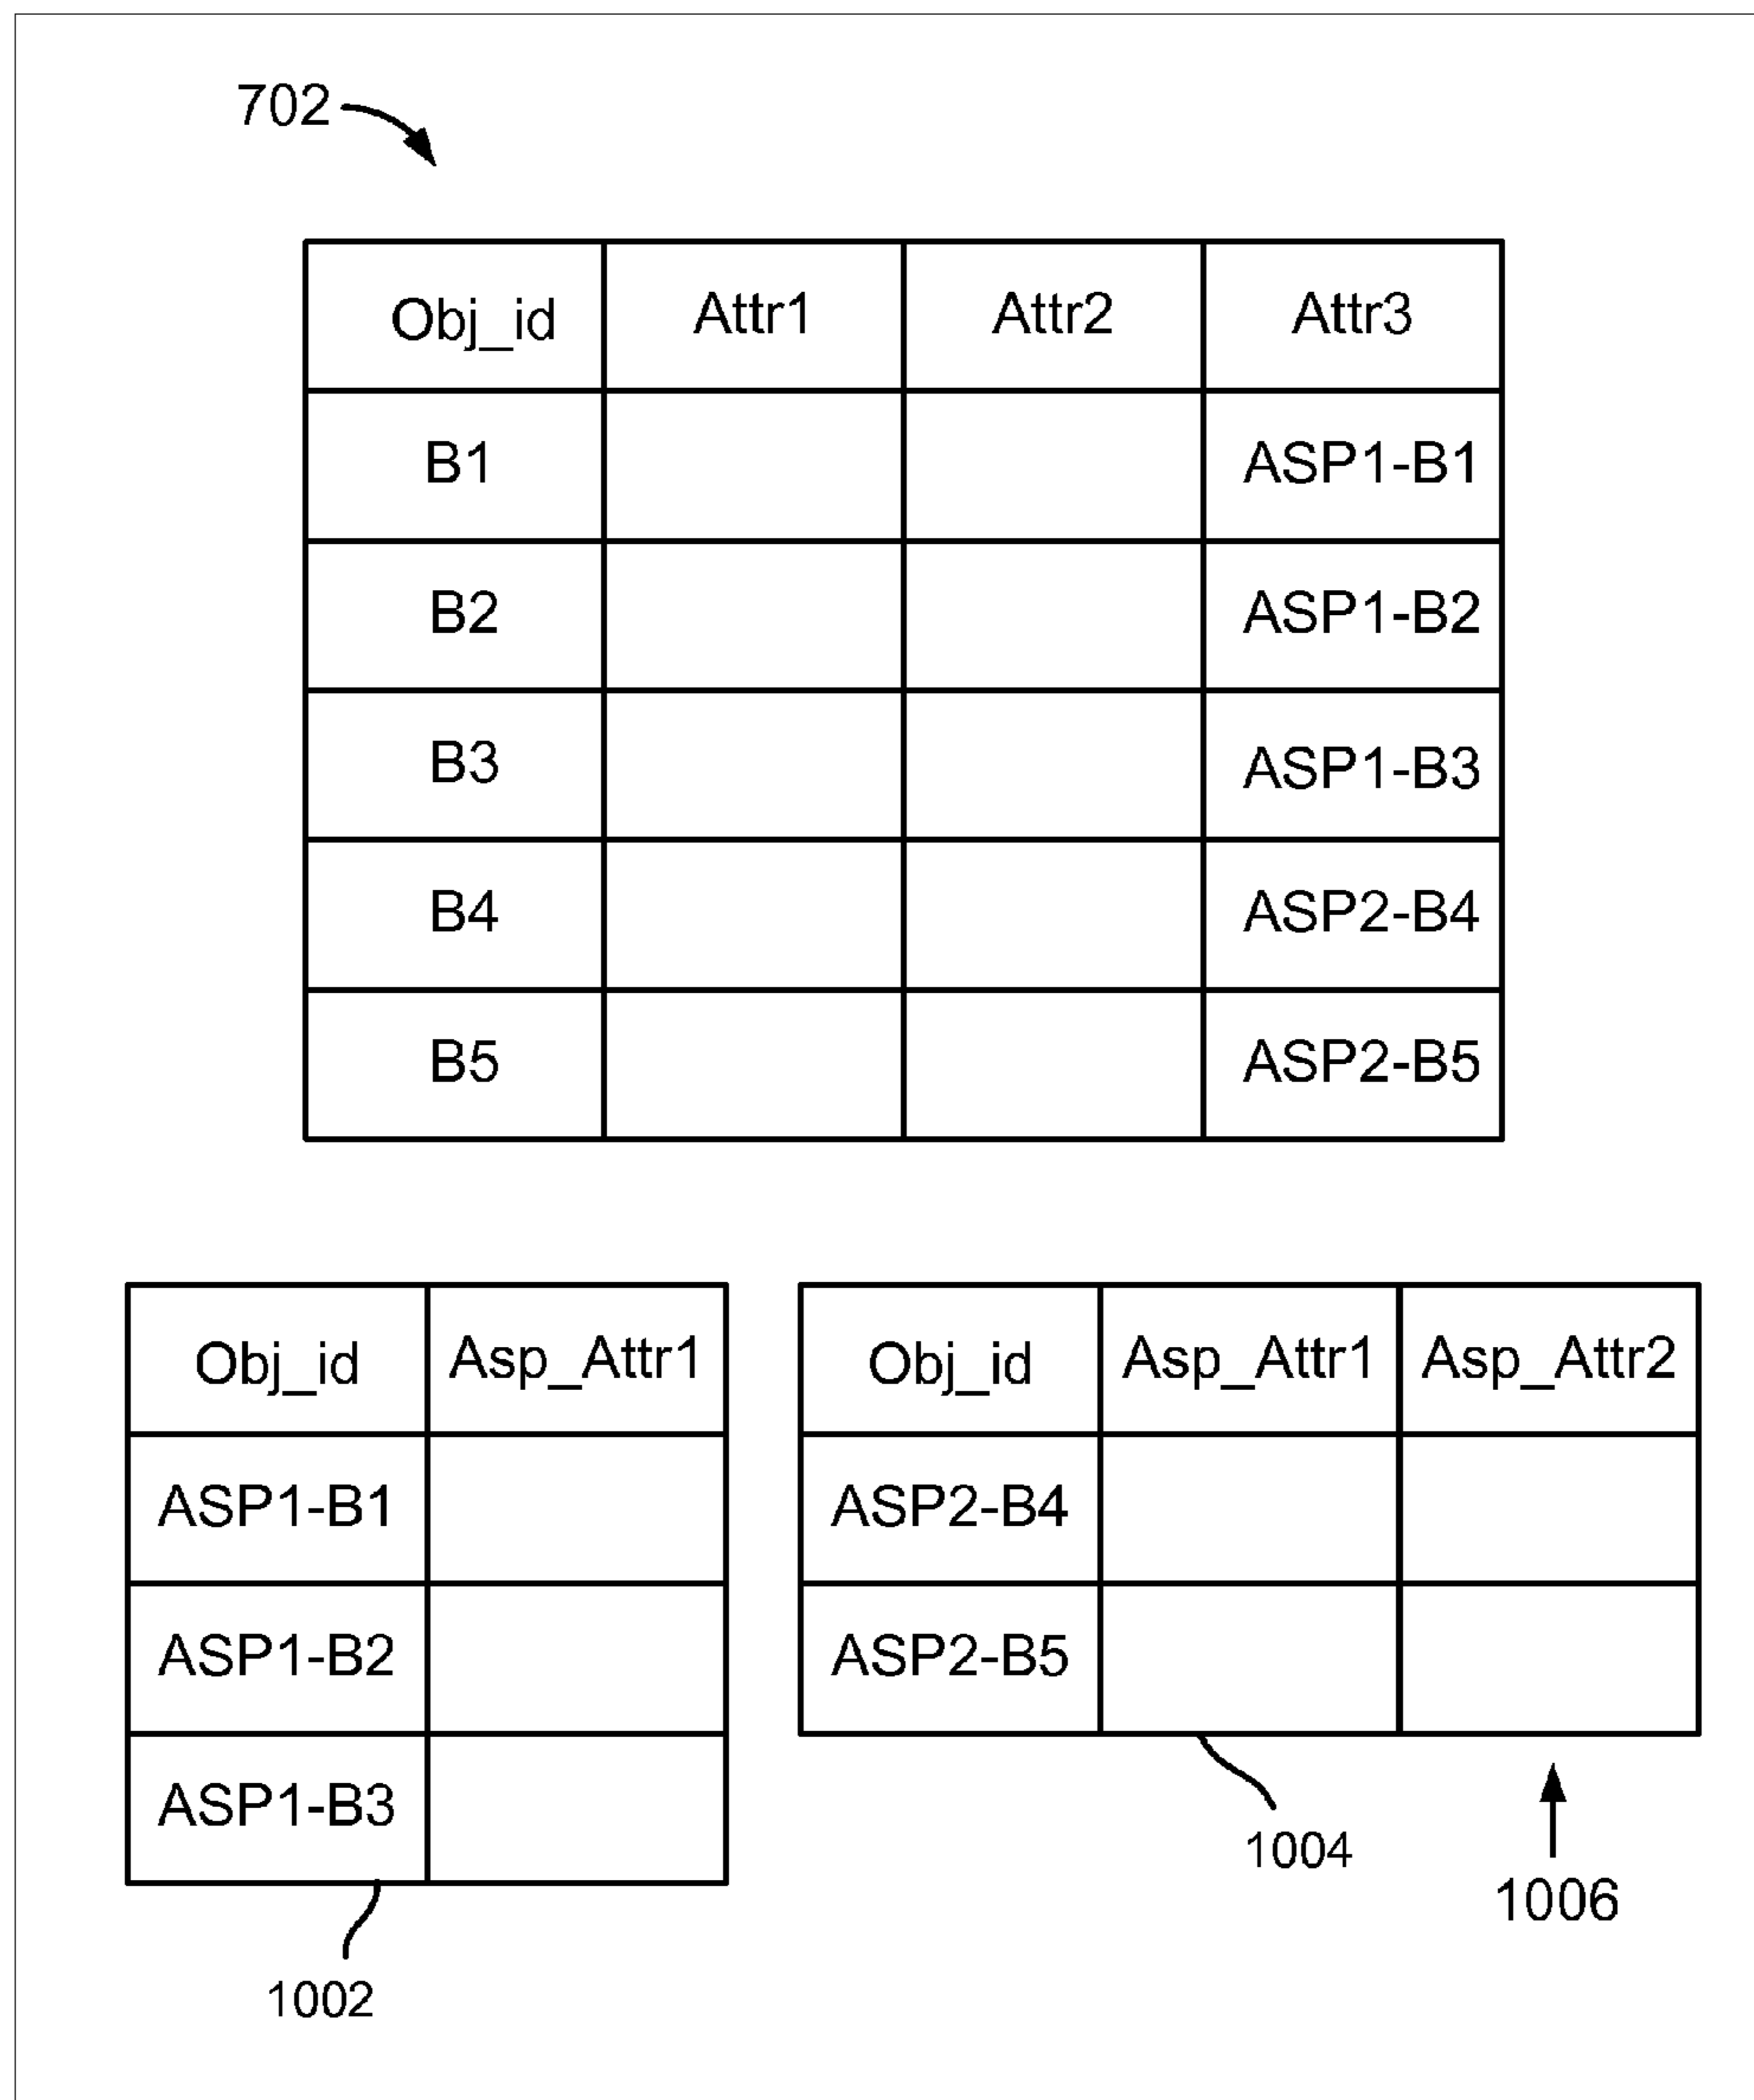 702
Obj_id Attr1 Attr2 Attr3
B1 ASP1-B1
B2 ASP1-B2
B3 ASP1-B3
B4 ASP2-B4
B5 ASP2-B5
Obj_id Asp_Attr1
ASP1-B1
ASP1-B2
ASP1-B3
1002
Obj_id Asp_Attr1 Asp_Attr2
ASP2-B4
ASP2-B5
1004
1006